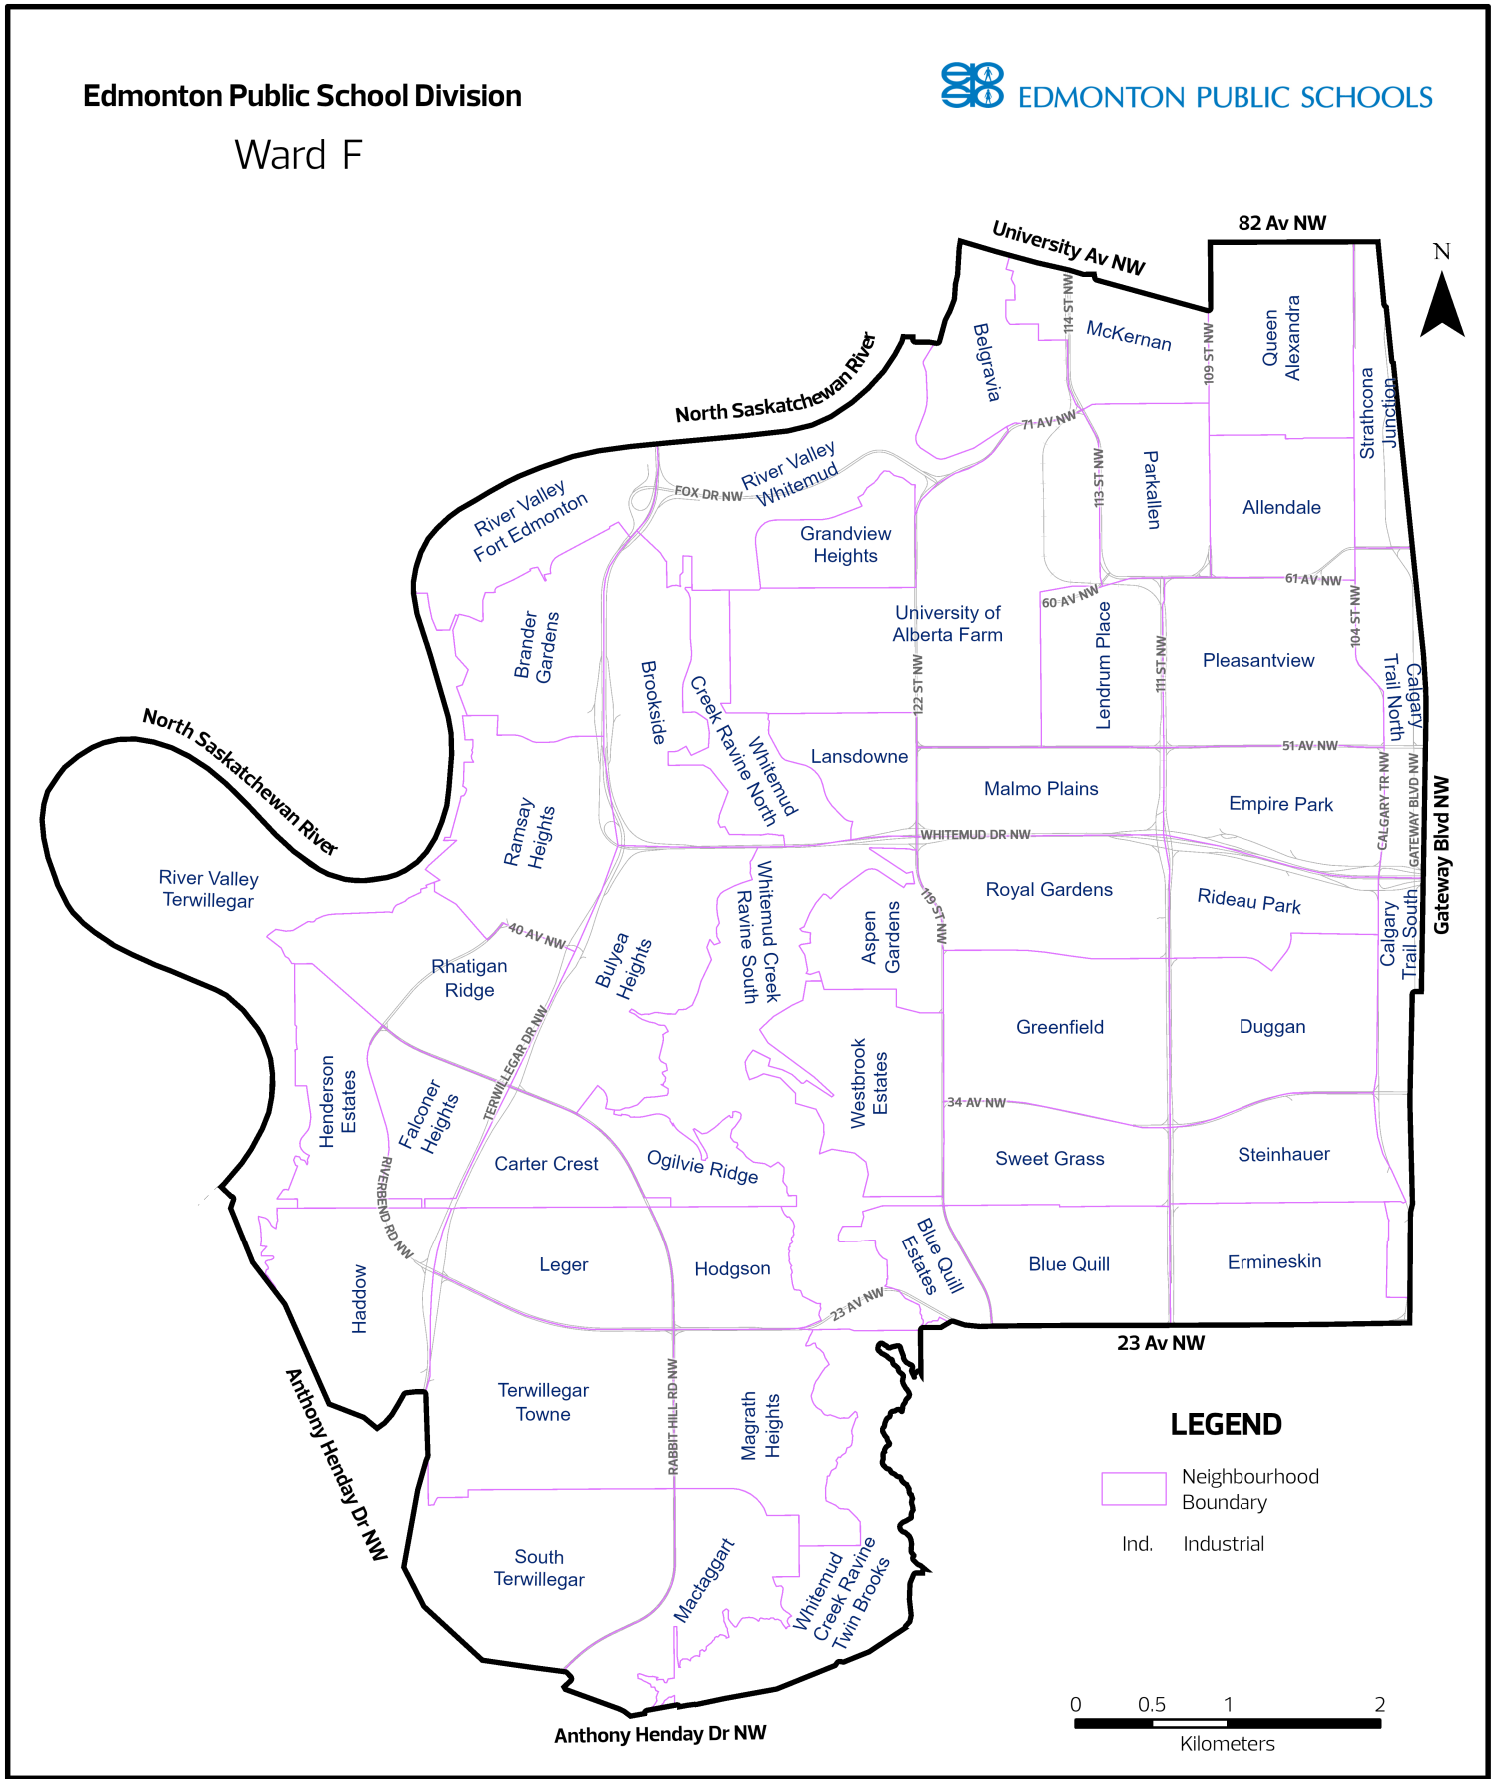 Edmonton Public School Division
Ward F
EDMONTON PUBLIC SCHOOLS
82 Av NW
University Av NW
N
114 ST NW
McKernan
109 ST NW
Queen
Alexandra
Belgravia
Strathcona
Junction
North Saskatchewan River
71 AV NW
River Valley
Whitemud
FOX DR NW
River Valley
Fort Edmonton
113 ST NW
Parkallen
Allendale
Grandview
Heights
61 AV NW
60 AV NW
University of
Alberta Farm
104 ST NW
Brander
Gardens
Brookside
Lendrum Place
111 ST NW
Pleasantview
122 ST NW
Calgary
Trail North
Whitemud
Creek Ravine North
North Saskatchewan River
Lansdowne
51 AV NW
Malmo Plains
Empire Park
CALGARY TR NW
GATEWAY BLVD NW
Gateway Blvd NW
Ramsay
Heights
WHITEMUD DR NW
River Valley
Terwillegar
Whitemud Creek
Ravine South
Royal Gardens
Rideau Park
119 ST NW
Aspen
Gardens
Calgary
Trail South
40 AV NW
Bulyea
Heights
Rhatigan
Ridge
TERWILLEGAR DR NW
Greenfield
Duggan
Westbrook
Estates
Henderson
Estates
Falconer
Heights
34 AV NW
Carter Crest
Ogilvie Ridge
Sweet Grass
Steinhauer
RIVERBEND RD NW
Haddow
Leger
Hodgson
Blue Quill
Estates
Blue Quill
Ermineskin
23 AV NW
23 Av NW
Anthony Henday Dr NW
Terwillegar
Towne
RABBIT HILL RD NW
Magrath
Heights
LEGEND
Neighbourhood
Boundary
Ind. Industrial
South
Terwillegar
Mactaggart
Whitemud
Creek Ravine
Twin Brooks
Anthony Henday Dr NW
0 0.5 1 2
Kilometers